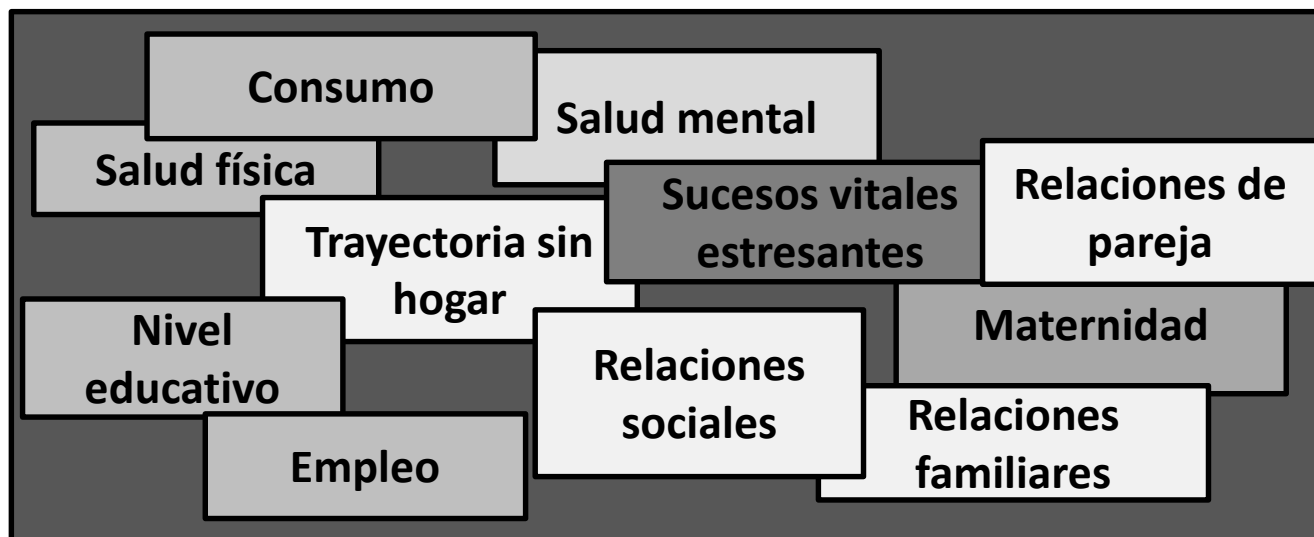 Consumo
Salud mental
Salud física
Sucesos vitales
estresantes
Relaciones de
pareja
Trayectoria sin
hogar
Maternidad
Nivel
educativo
Relaciones
sociales
Relaciones
familiares
Empleo